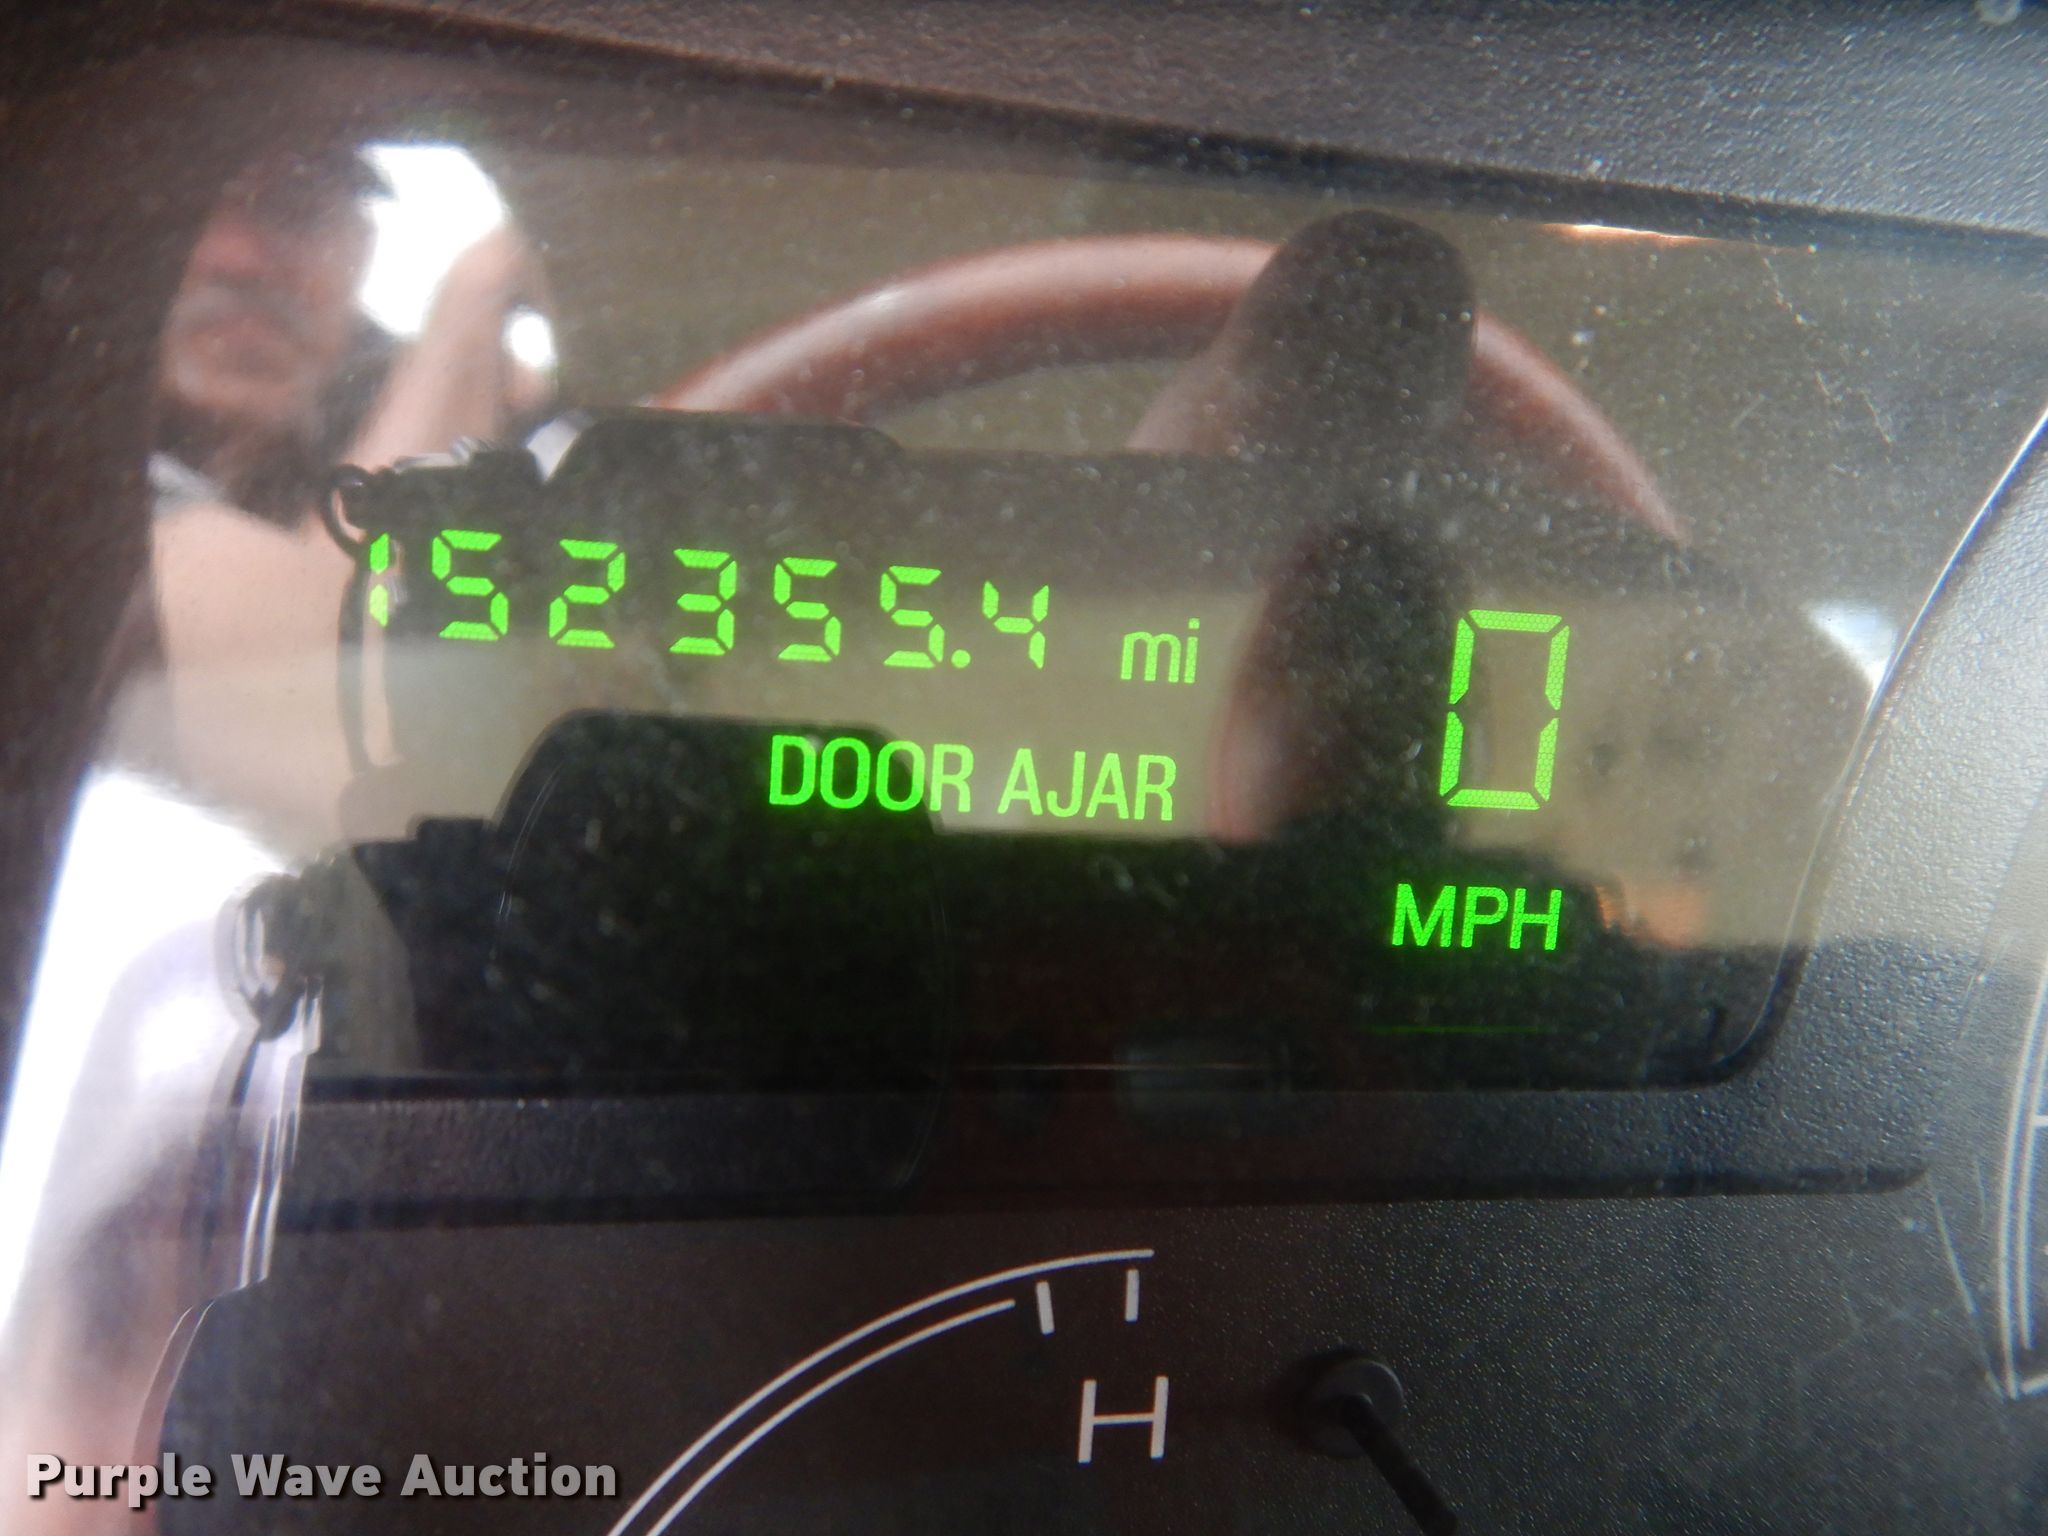 152355.4 mi
DOOR AJAR
0
MPH
H
Purple Wave Auction